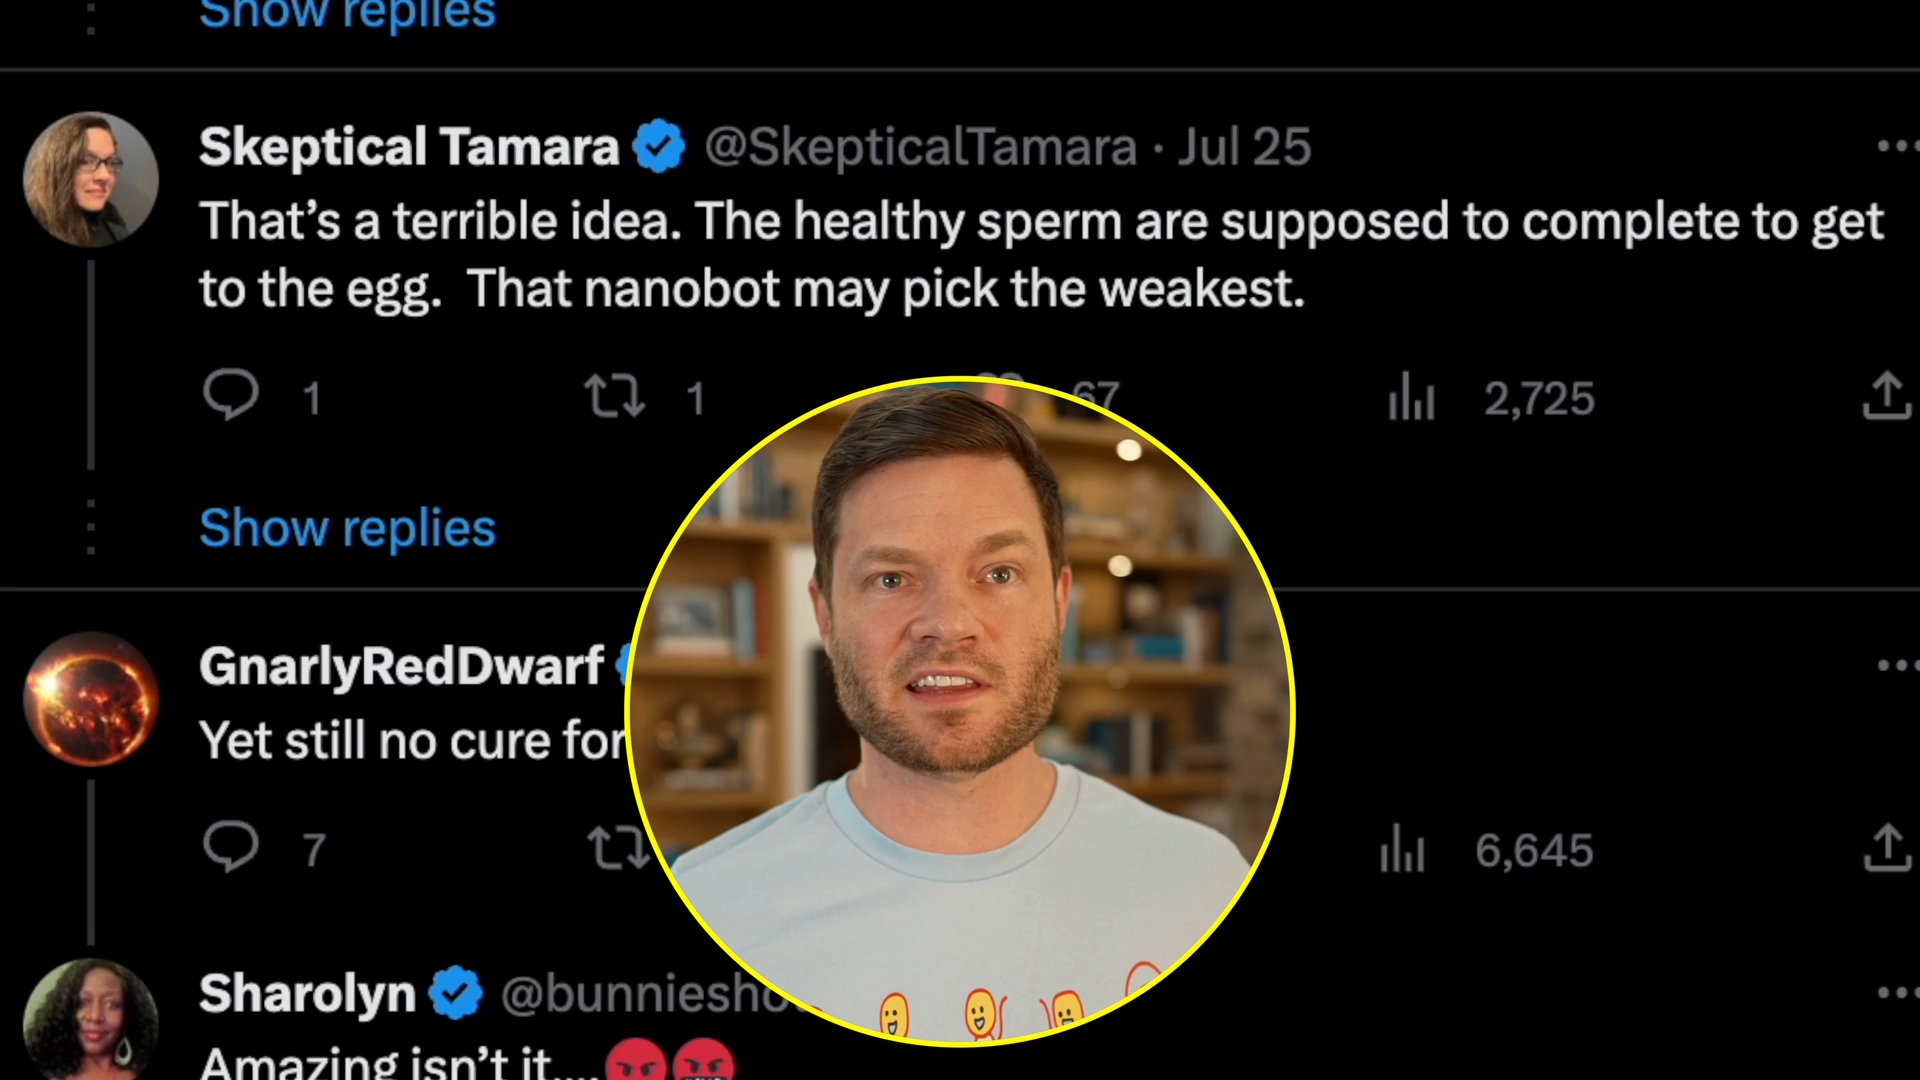 Show replies
Skeptical Tamara @SkepticalTamara · Jul 25
That’s a terrible idea. The healthy sperm are supposed to complete to get
to the egg.  That nanobot may pick the weakest.
1 1 67 2,725
Show replies
GnarlyRedDwarf
Yet still no cure for
7 6,645
Sharolyn @bunniesho
Amazing isn’t it....